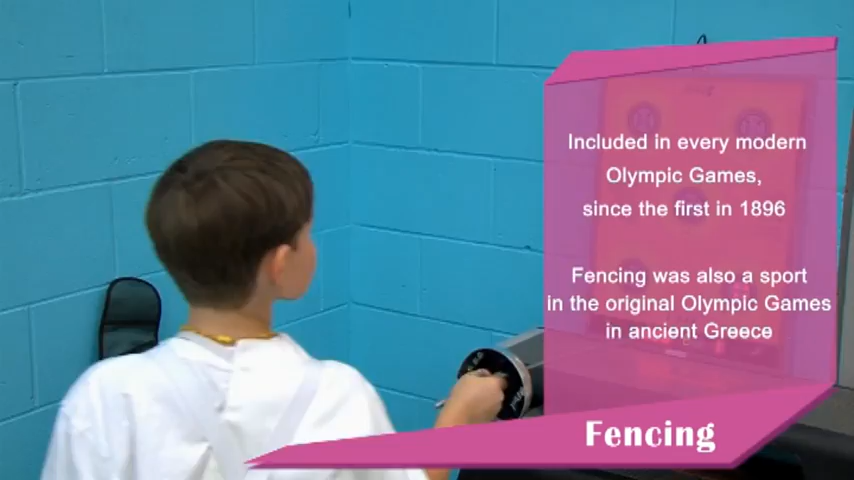 Included in every modern
Olympic Games,
since the first in 1896
Fencing was also a sport
in the original Olympic Games
in ancient Greece
Fencing